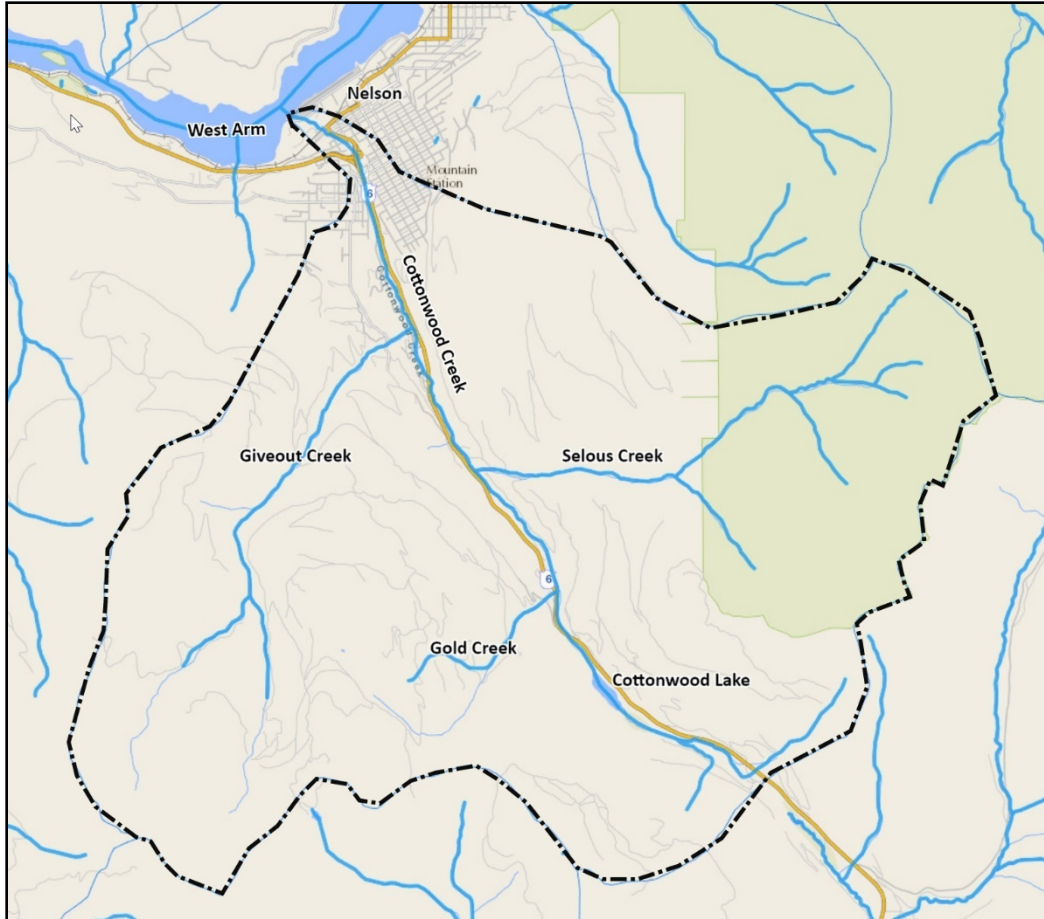 Nelson
West Arm
Mountain
Station
6
Cottonwood Creek
Cottonwood Creek
Giveout Creek
Selous Creek
6
Gold Creek
Cottonwood Lake